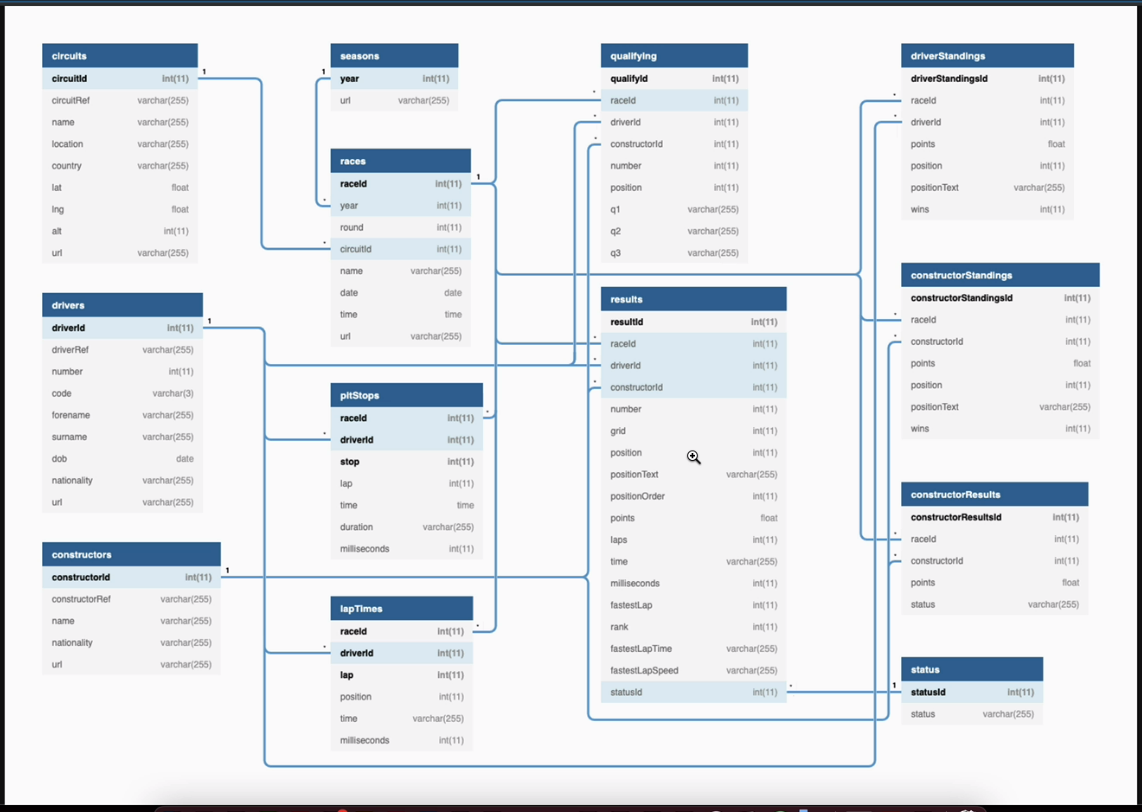 circuits
circuitId int(11)
circuitRef varchar(255)
name varchar(255)
location varchar(255)
country varchar(255)
lat float
lng float
alt int(11)
url varchar(255)
drivers
driverId int(11)
driverRef varchar(255)
number int(11)
code varchar(3)
forename varchar(255)
surname varchar(255)
dob date
nationality varchar(255)
url varchar(255)
constructors
constructorId int(11)
constructorRef varchar(255)
name varchar(255)
nationality varchar(255)
url varchar(255)
seasons
year int(11)
url varchar(255)
races
raceId int(11)
year int(11)
round int(11)
circuitId int(11)
name varchar(255)
date date
time time
url varchar(255)
pitStops
raceId int(11)
driverId int(11)
stop int(11)
lap int(11)
time time
duration varchar(255)
milliseconds int(11)
lapTimes
raceId int(11)
driverId int(11)
lap int(11)
position int(11)
time varchar(255)
milliseconds int(11)
qualifying
qualifyId int(11)
raceId int(11)
driverId int(11)
constructorId int(11)
number int(11)
position int(11)
q1 varchar(255)
q2 varchar(255)
q3 varchar(255)
results
resultId int(11)
raceId int(11)
driverId int(11)
constructorId int(11)
number int(11)
grid int(11)
position int(11)
positionText varchar(255)
positionOrder int(11)
points float
laps int(11)
time varchar(255)
milliseconds int(11)
fastestLap int(11)
rank int(11)
fastestLapTime varchar(255)
fastestLapSpeed varchar(255)
statusId int(11)
driverStandings
driverStandingsId int(11)
raceId int(11)
driverId int(11)
points float
position int(11)
positionText varchar(255)
wins int(11)
constructorStandings
constructorStandingsId int(11)
raceId int(11)
constructorId int(11)
points float
position int(11)
positionText varchar(255)
wins int(11)
constructorResults
constructorResultsId int(11)
raceId int(11)
constructorId int(11)
points float
status varchar(255)
status
statusId int(11)
status varchar(255)
1
1
1
1
1
1